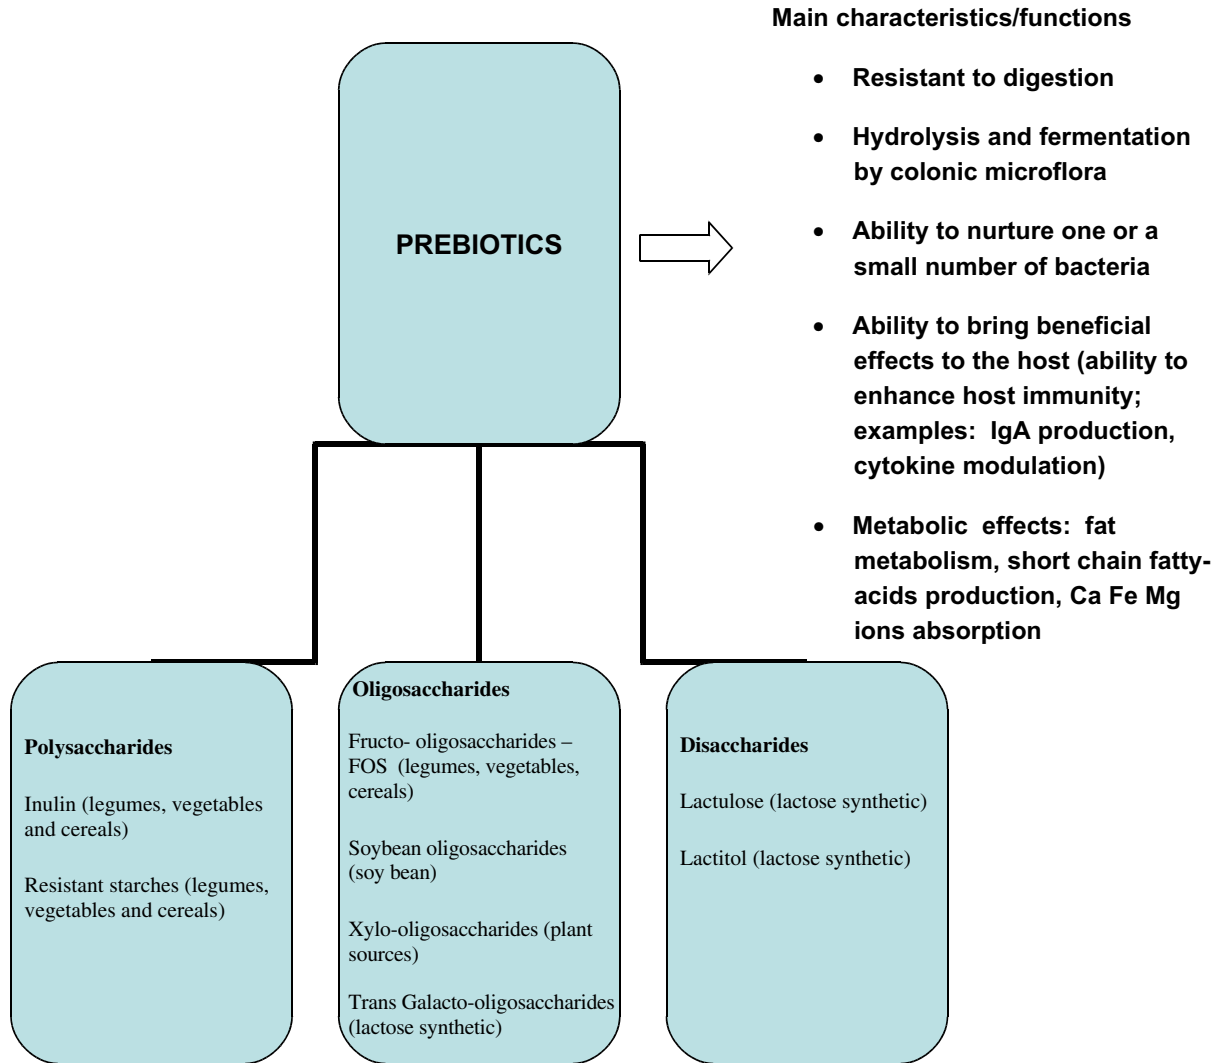 Main characteristics/functions
• Resistant to digestion
• Hydrolysis and fermentation
by colonic microflora
• Ability to nurture one or a
small number of bacteria
• Ability to bring beneficial
effects to the host (ability to
enhance host immunity;
examples: IgA production,
cytokine modulation)
• Metabolic effects: fat
metabolism, short chain fatty-
acids production, Ca Fe Mg
ions absorption
PREBIOTICS
Polysaccharides
Inulin (legumes, vegetables
and cereals)
Resistant starches (legumes,
vegetables and cereals)
Oligosaccharides
Fructo- oligosaccharides –
FOS (legumes, vegetables,
cereals)
Soybean oligosaccharides
(soy bean)
Xylo-oligosaccharides (plant
sources)
Trans Galacto-oligosaccharides
(lactose synthetic)
Disaccharides
Lactulose (lactose synthetic)
Lactitol (lactose synthetic)